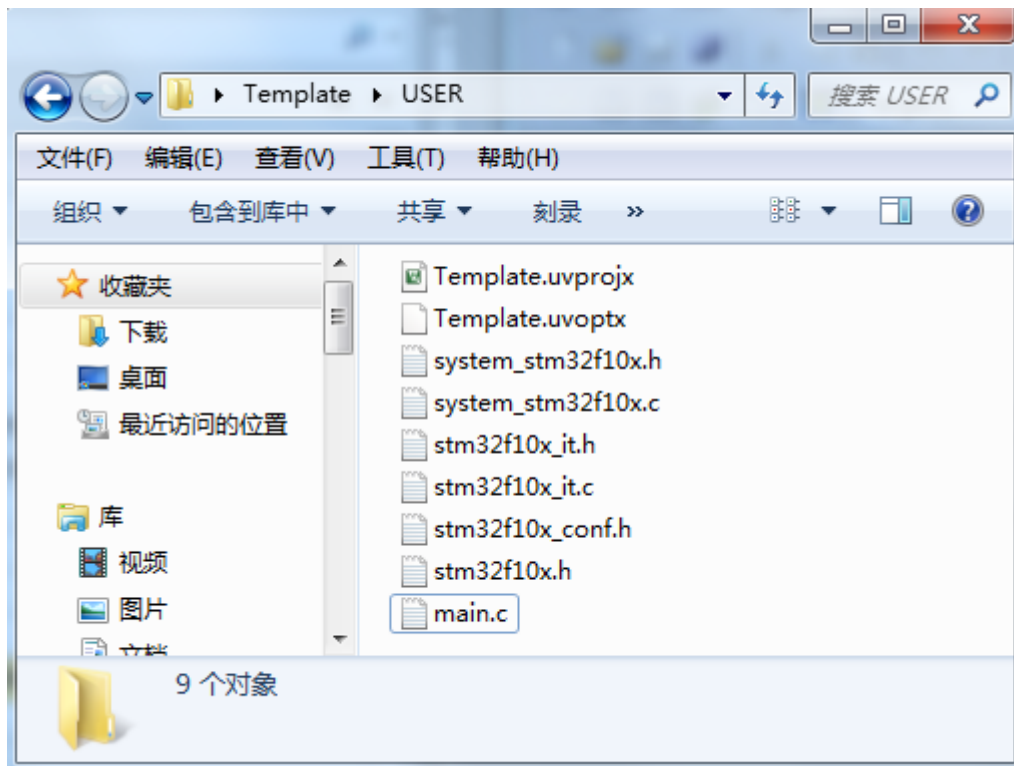 Template USER 搜索 USER
文件(F) 编辑(E) 查看(V) 工具(T) 帮助(H)
组织 包含到库中 共享 刻录 »
收藏夹
下载
桌面
最近访问的位置
库
视频
图片
文档
Template.uvprojx
Template.uvoptx
system_stm32f10x.h
system_stm32f10x.c
stm32f10x_it.h
stm32f10x_it.c
stm32f10x_conf.h
stm32f10x.h
main.c
9 个对象